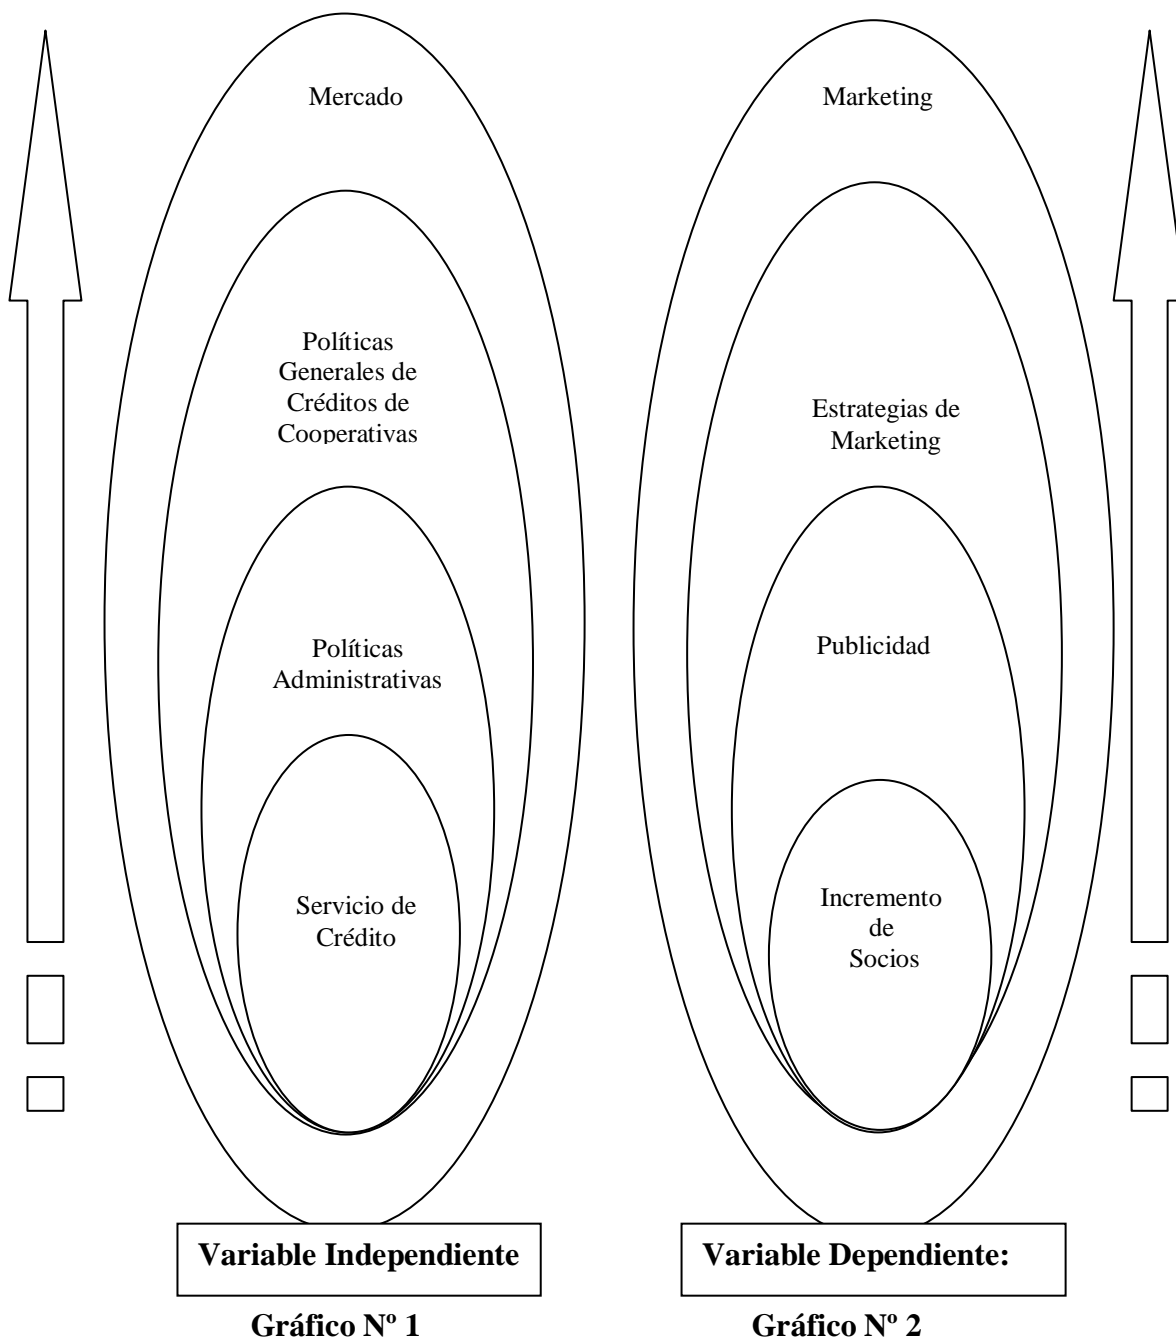 Mercado
Políticas
Generales de
Créditos de
Cooperativas
Políticas
Administrativas
Servicio de
Crédito
Variable Independiente
Gráfico Nº 1
Marketing
Estrategias de
Marketing
Publicidad
Incremento
de
Socios
Variable Dependiente:
Gráfico Nº 2